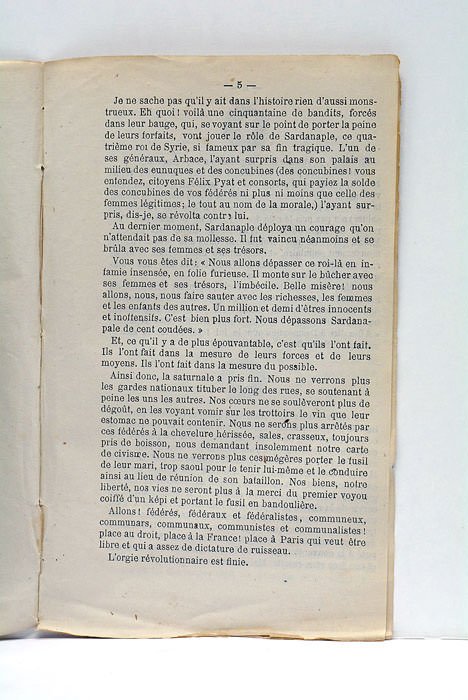 — 5 —
Je ne sache pas qu'il y ait dans l'histoire rien d'aussi mons-
trueux. Eh quoi! voilà une cinquantaine de bandits, forcés
dans leur bauge, qui, se voyant sur le point de porter la peine
de leurs forfaits, vont jouer le rôle de Sardanaple, ce qua-
trième roi de Syrie, si fameux par sa fin tragique. L'un de
ses généraux, Arbace, l'ayant surpris dans son palais au
milieu des eunuques et des concubines (des concubines! vous
entendez, citoyens Félix Pyat et consorts, qui payiez la solde
des concubines de vos fédérés ni plus ni moins que celle des
femmes légitimes; le tout au nom de la morale,) l'ayant sur-
pris, dis-je, se révolta contre lui.
Au dernier moment, Sardanaple déploya un courage qu'on
n'attendait pas de sa mollesse. Il fut vaincu néanmoins et se
brûla avec ses femmes et ses trésors.
Vous vous êtes dit: « Nous allons dépasser ce roi-là en in-
famie insensée, en folie furieuse. Il monte sur le bûcher avec
ses femmes et ses trésors, l'imbécile. Belle misère! nous
allons, nous, nous faire sauter avec les richesses, les femmes
et les enfants des autres. Un million et demi d'êtres innocents
et inoffensifs. C'est bien plus fort. Nous dépassons Sardana-
pale de cent coudées. »
Et, ce qu'il y a de plus épouvantable, c'est qu'ils l'ont fait.
Ils l'ont fait dans la mesure de leurs forces et de leurs
moyens. Ils l'ont fait dans la mesure du possible.
Ainsi donc, la saturnale a pris fin. Nous ne verrons plus
les gardes nationaux tituber le long des rues, se soutenant à
peine les uns les autres. Nos cœurs ne se soulèveront plus de
dégoût, en les voyant vomir sur les trottoirs le vin que leur
estomac ne pouvait contenir. Nous ne serons plus arrêtés par
ces fédérés à la chevelure hérissée, sales, crasseux, toujours
pris de boisson, nous demandant insolemment notre carte
de civisme. Nous ne verrons plus ces mégères porter le fusil
de leur mari, trop saoul pour le tenir lui-même et le conduire
ainsi au lieu de réunion de son bataillon. Nos biens, notre
liberté, nos vies ne seront plus à la merci du premier voyou
coiffé d'un képi et portant le fusil en bandoulière.
Allons! fédérés, fédéraux et fédéralistes, communeux,
communars, communaux, communistes et communalistes!
place au droit, place à la France! place à Paris qui veut être
libre et qui a assez de dictature de ruisseau.
L'orgie révolutionnaire est finie.